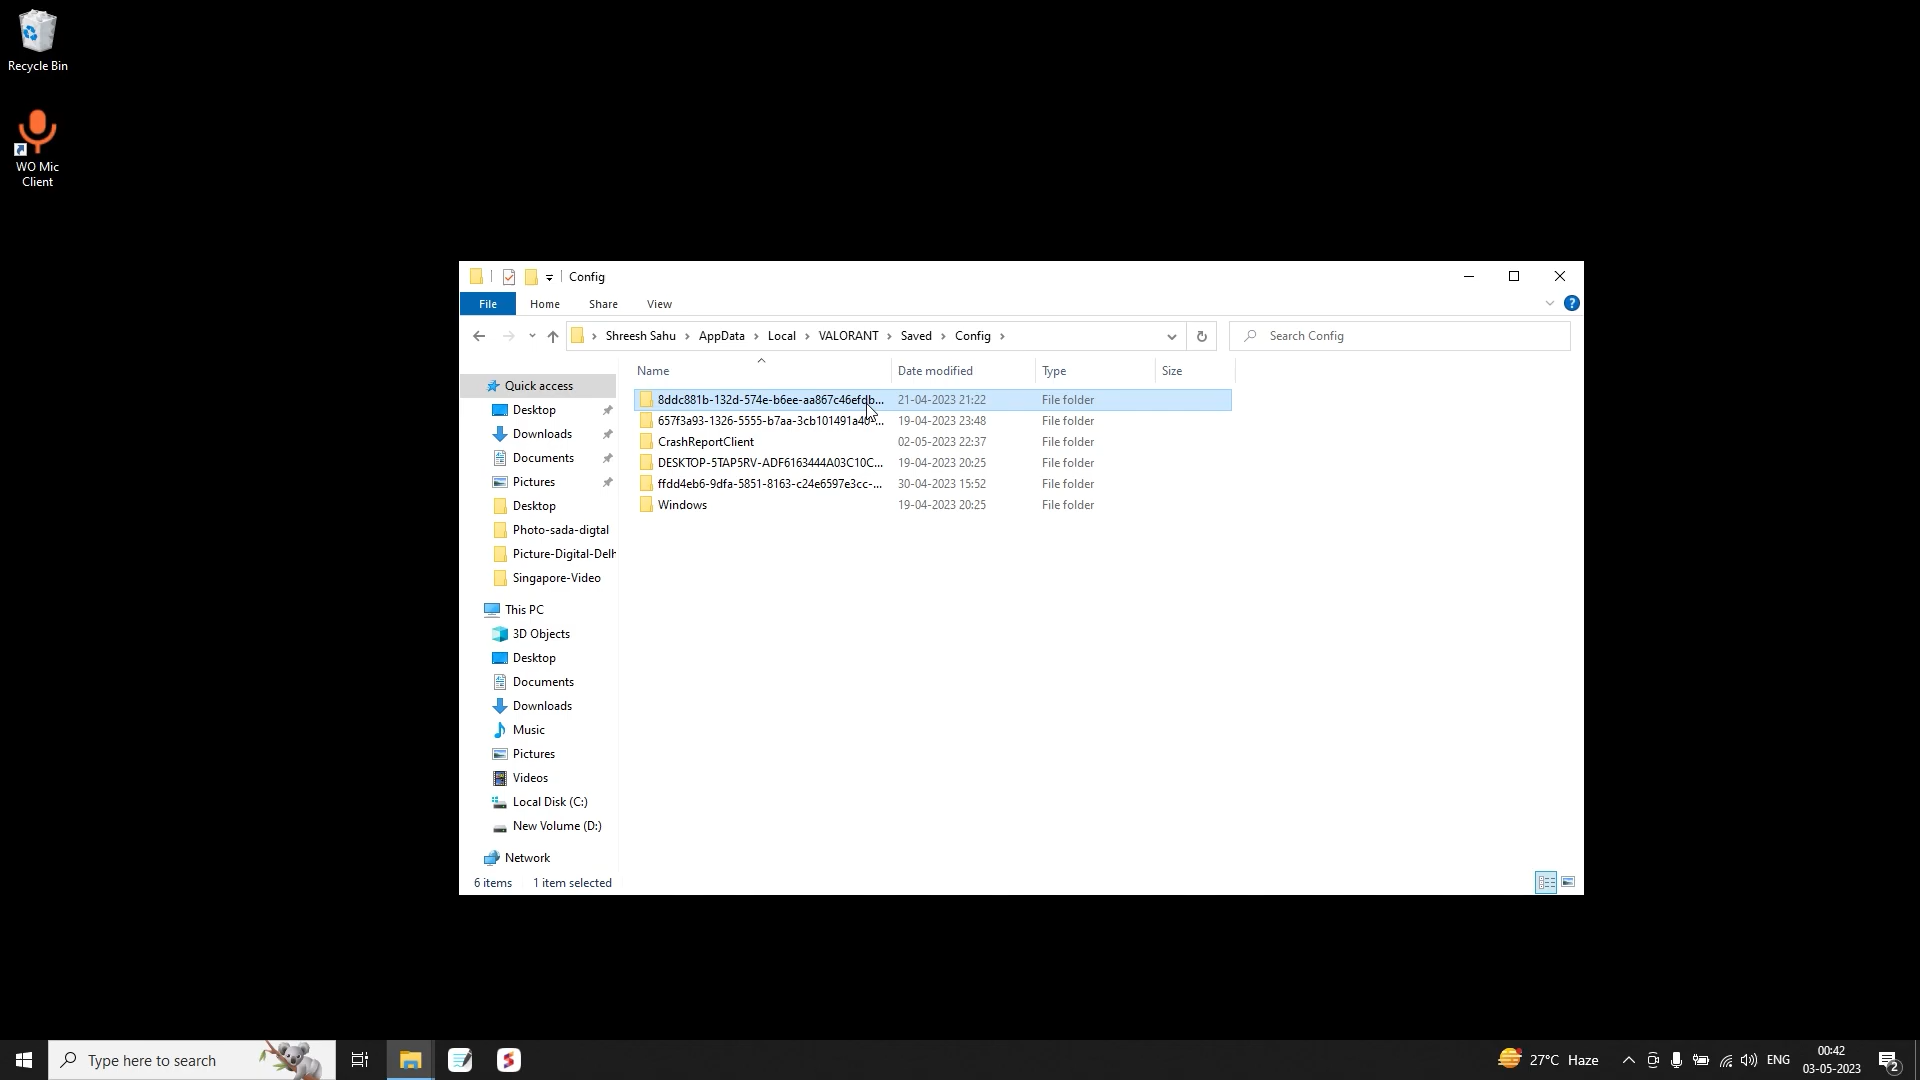 Recycle Bin
WO Mic
Client
Config
File Home Share View
Shreesh Sahu AppData Local VALORANT Saved Config
Search Config
Name Date modified Type Size
Quick access
Desktop
Downloads
Documents
Pictures
Desktop
Photo-sada-digtal
Picture-Digital-Delh
Singapore-Video
This PC
3D Objects
Desktop
Documents
Downloads
Music
Pictures
Videos
Local Disk (C:)
New Volume (D:)
Network
8ddc881b-132d-574e-b6ee-aa867c46efdb... 21-04-2023 21:22 File folder
657f3a93-1326-5555-b7aa-3cb101491a40-... 19-04-2023 23:48 File folder
CrashReportClient 02-05-2023 22:37 File folder
DESKTOP-5TAP5RV-ADF6163444A03C10C... 19-04-2023 20:25 File folder
ffdd4eb6-9dfa-5851-8163-c24e6597e3cc-... 30-04-2023 15:52 File folder
Windows 19-04-2023 20:25 File folder
6 items 1 item selected
Type here to search
27°C Haze
ENG
00:42
03-05-2023
2